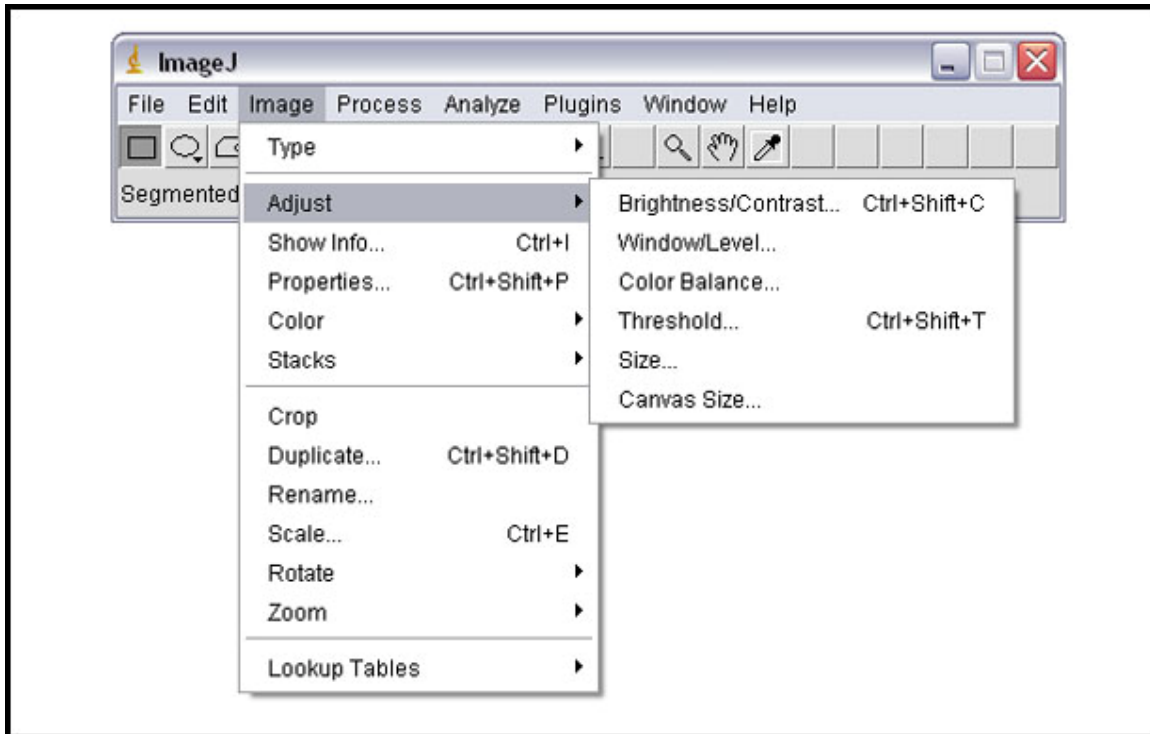 ImageJ
File Edit Image Process Analyze Plugins Window Help
Type
Segmented
Adjust
Brightness/Contrast... Ctrl+Shift+C
Show Info... Ctrl+I
Window/Level...
Properties... Ctrl+Shift+P
Color Balance...
Color
Threshold... Ctrl+Shift+T
Stacks
Size...
Canvas Size...
Crop
Duplicate... Ctrl+Shift+D
Rename...
Scale... Ctrl+E
Rotate
Zoom
Lookup Tables